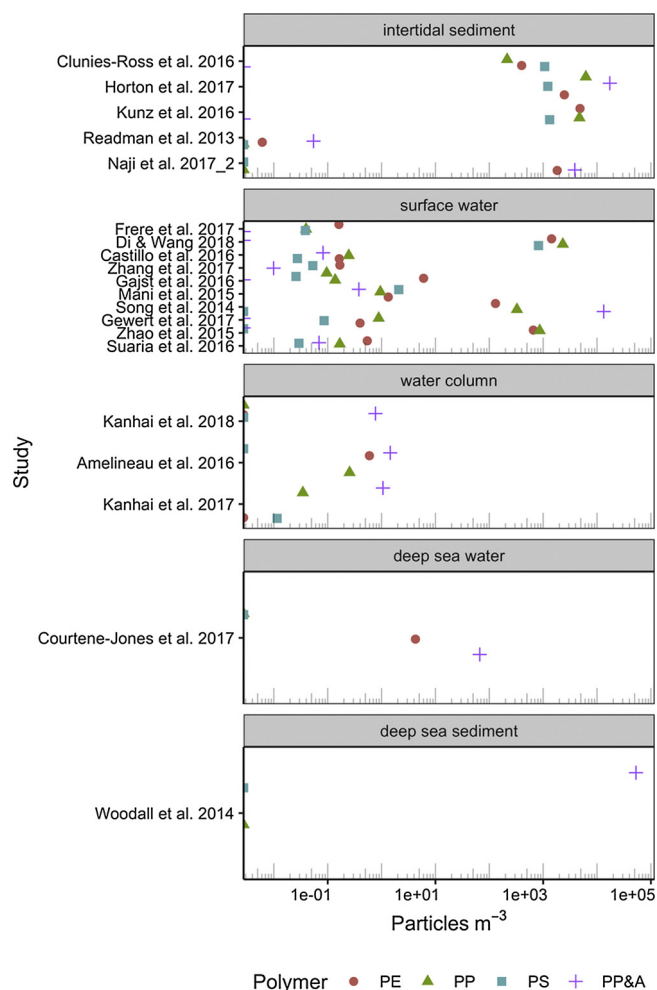 intertidal sediment
Clunies-Ross et al. 2016
Horton et al. 2017
Kunz et al. 2016
Readman et al. 2013
Naji et al. 2017_2
surface water
Frere et al. 2017
Di & Wang 2018
Castillo et al. 2016
Zhang et al. 2017
Gajst et al. 2016
Mani et al. 2015
Song et al. 2014
Gewert et al. 2017
Zhao et al. 2015
Suaria et al. 2016
water column
Kanhai et al. 2018
Amelineau et al. 2016
Kanhai et al. 2017
Study
deep sea water
Courtene-Jones et al. 2017
deep sea sediment
Woodall et al. 2014
1e-01 1e+01 1e+03 1e+05
Particles m⁻³
Polymer PE PP PS PP&A